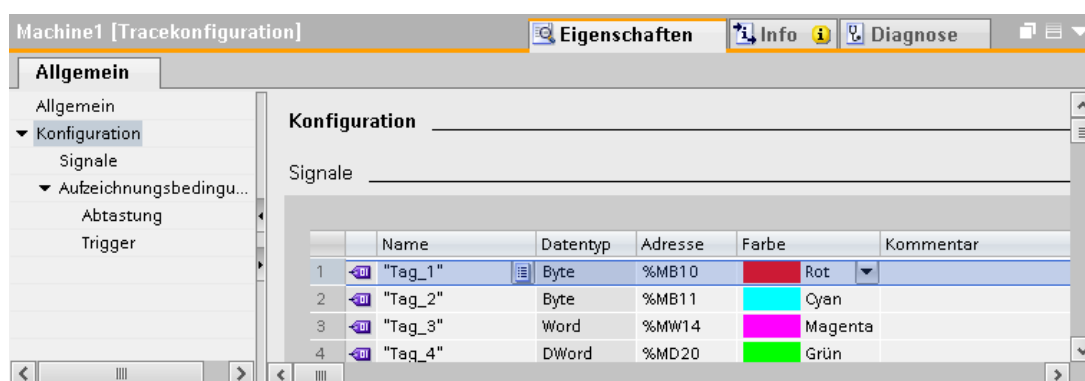 Machine1 [Tracekonfiguration]
Eigenschaften
Info
Diagnose
Allgemein
Allgemein
Konfiguration
Signale
Aufzeichnungsbedingu...
Abtastung
Trigger
Konfiguration
Signale
Name Datentyp Adresse Farbe Kommentar
1 "Tag_1" Byte %MB10 Rot
2 "Tag_2" Byte %MB11 Cyan
3 "Tag_3" Word %MW14 Magenta
4 "Tag_4" DWord %MD20 Grün